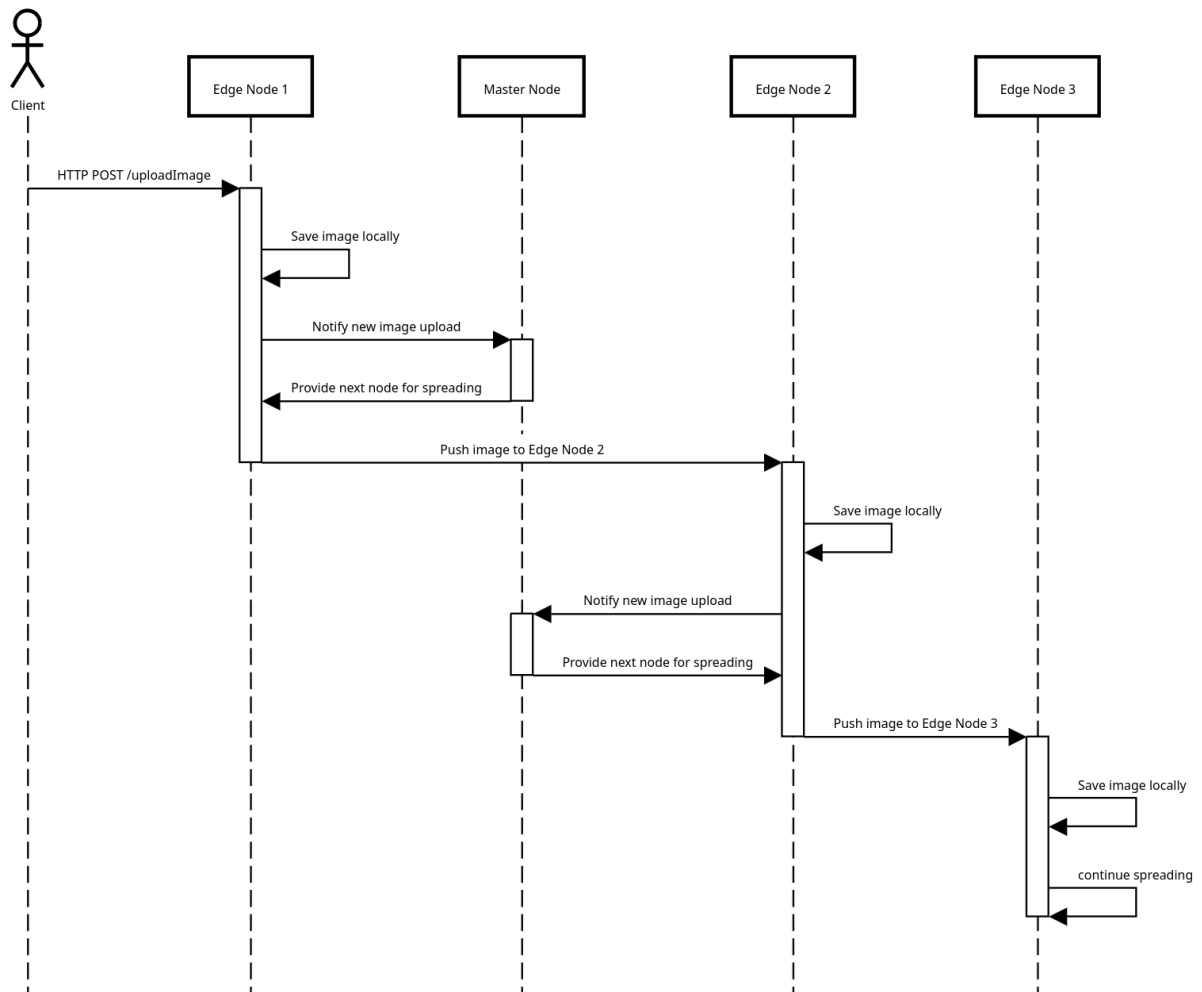 Client
Edge Node 1
Master Node
Edge Node 2
Edge Node 3
HTTP POST /uploadImage
Save image locally
Notify new image upload
Provide next node for spreading
Push image to Edge Node 2
Save image locally
Notify new image upload
Provide next node for spreading
Push image to Edge Node 3
Save image locally
continue spreading